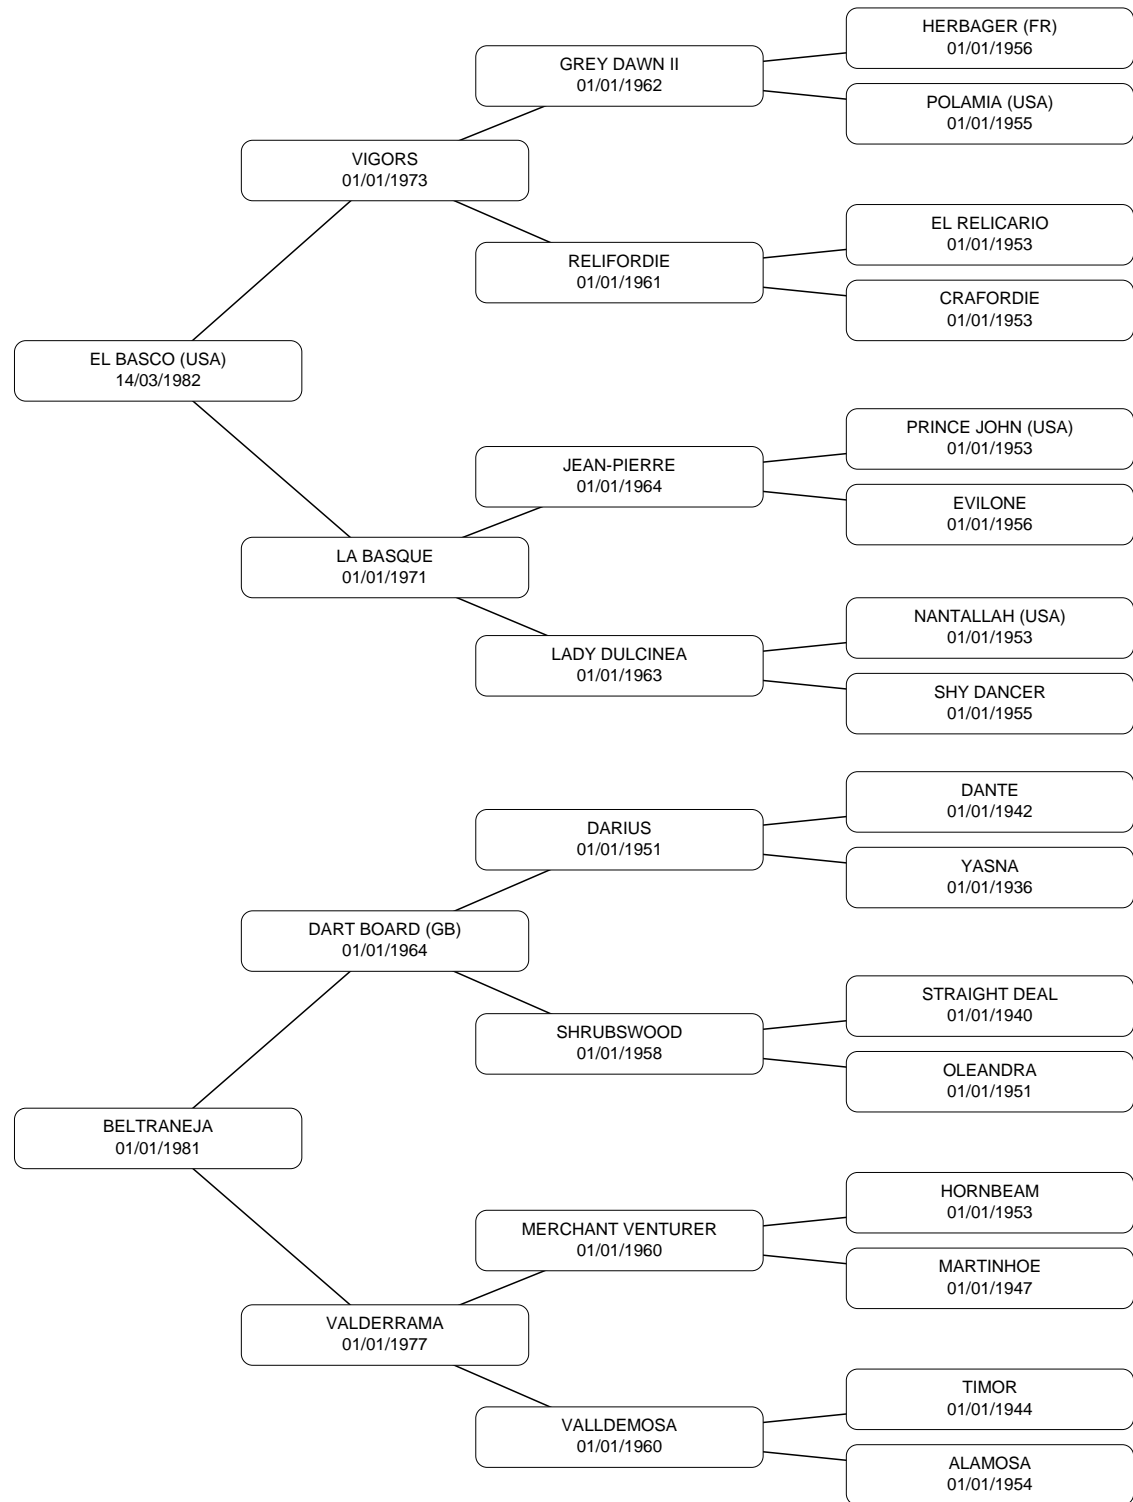 HERBAGER (FR)
01/01/1956
GREY DAWN II
01/01/1962
POLAMIA (USA)
01/01/1955
VIGORS
01/01/1973
EL RELICARIO
01/01/1953
RELIFORDIE
01/01/1961
CRAFORDIE
01/01/1953
EL BASCO (USA)
14/03/1982
PRINCE JOHN (USA)
01/01/1953
JEAN-PIERRE
01/01/1964
EVILONE
01/01/1956
LA BASQUE
01/01/1971
NANTALLAH (USA)
01/01/1953
LADY DULCINEA
01/01/1963
SHY DANCER
01/01/1955
DANTE
01/01/1942
DARIUS
01/01/1951
YASNA
01/01/1936
DART BOARD (GB)
01/01/1964
STRAIGHT DEAL
01/01/1940
SHRUBSWOOD
01/01/1958
OLEANDRA
01/01/1951
BELTRANEJA
01/01/1981
HORNBEAM
01/01/1953
MERCHANT VENTURER
01/01/1960
MARTINHOE
01/01/1947
VALDERRAMA
01/01/1977
TIMOR
01/01/1944
VALLDEMOSA
01/01/1960
ALAMOSA
01/01/1954